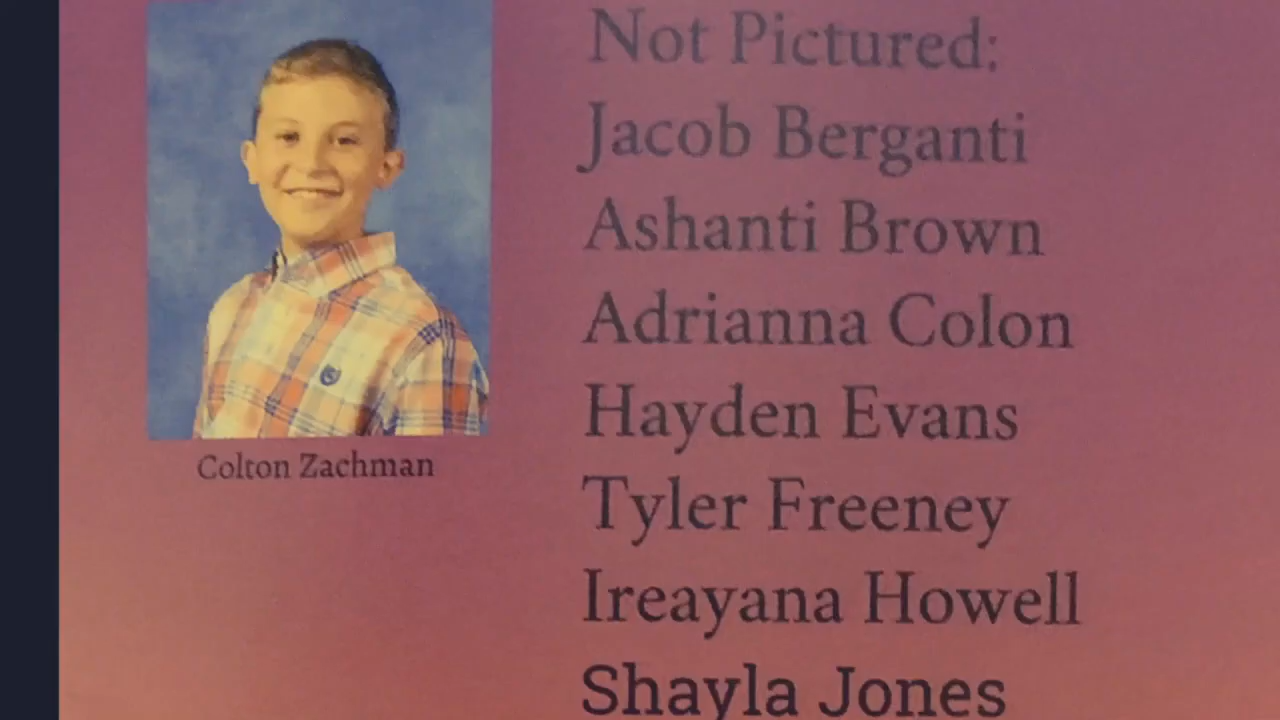 Not Pictured:
Jacob Berganti
Ashanti Brown
Adrianna Colon
Hayden Evans
Colton Zachman
Tyler Freeney
Ireayana Howell
Shayla Jones